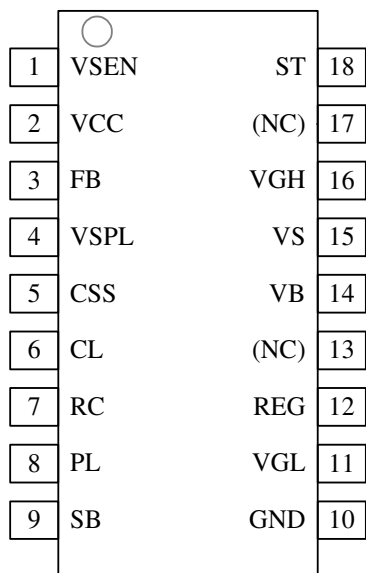 1 VSEN ST 18
2 VCC (NC) 17
3 FB VGH 16
4 VSPL VS 15
5 CSS VB 14
6 CL (NC) 13
7 RC REG 12
8 PL VGL 11
9 SB GND 10